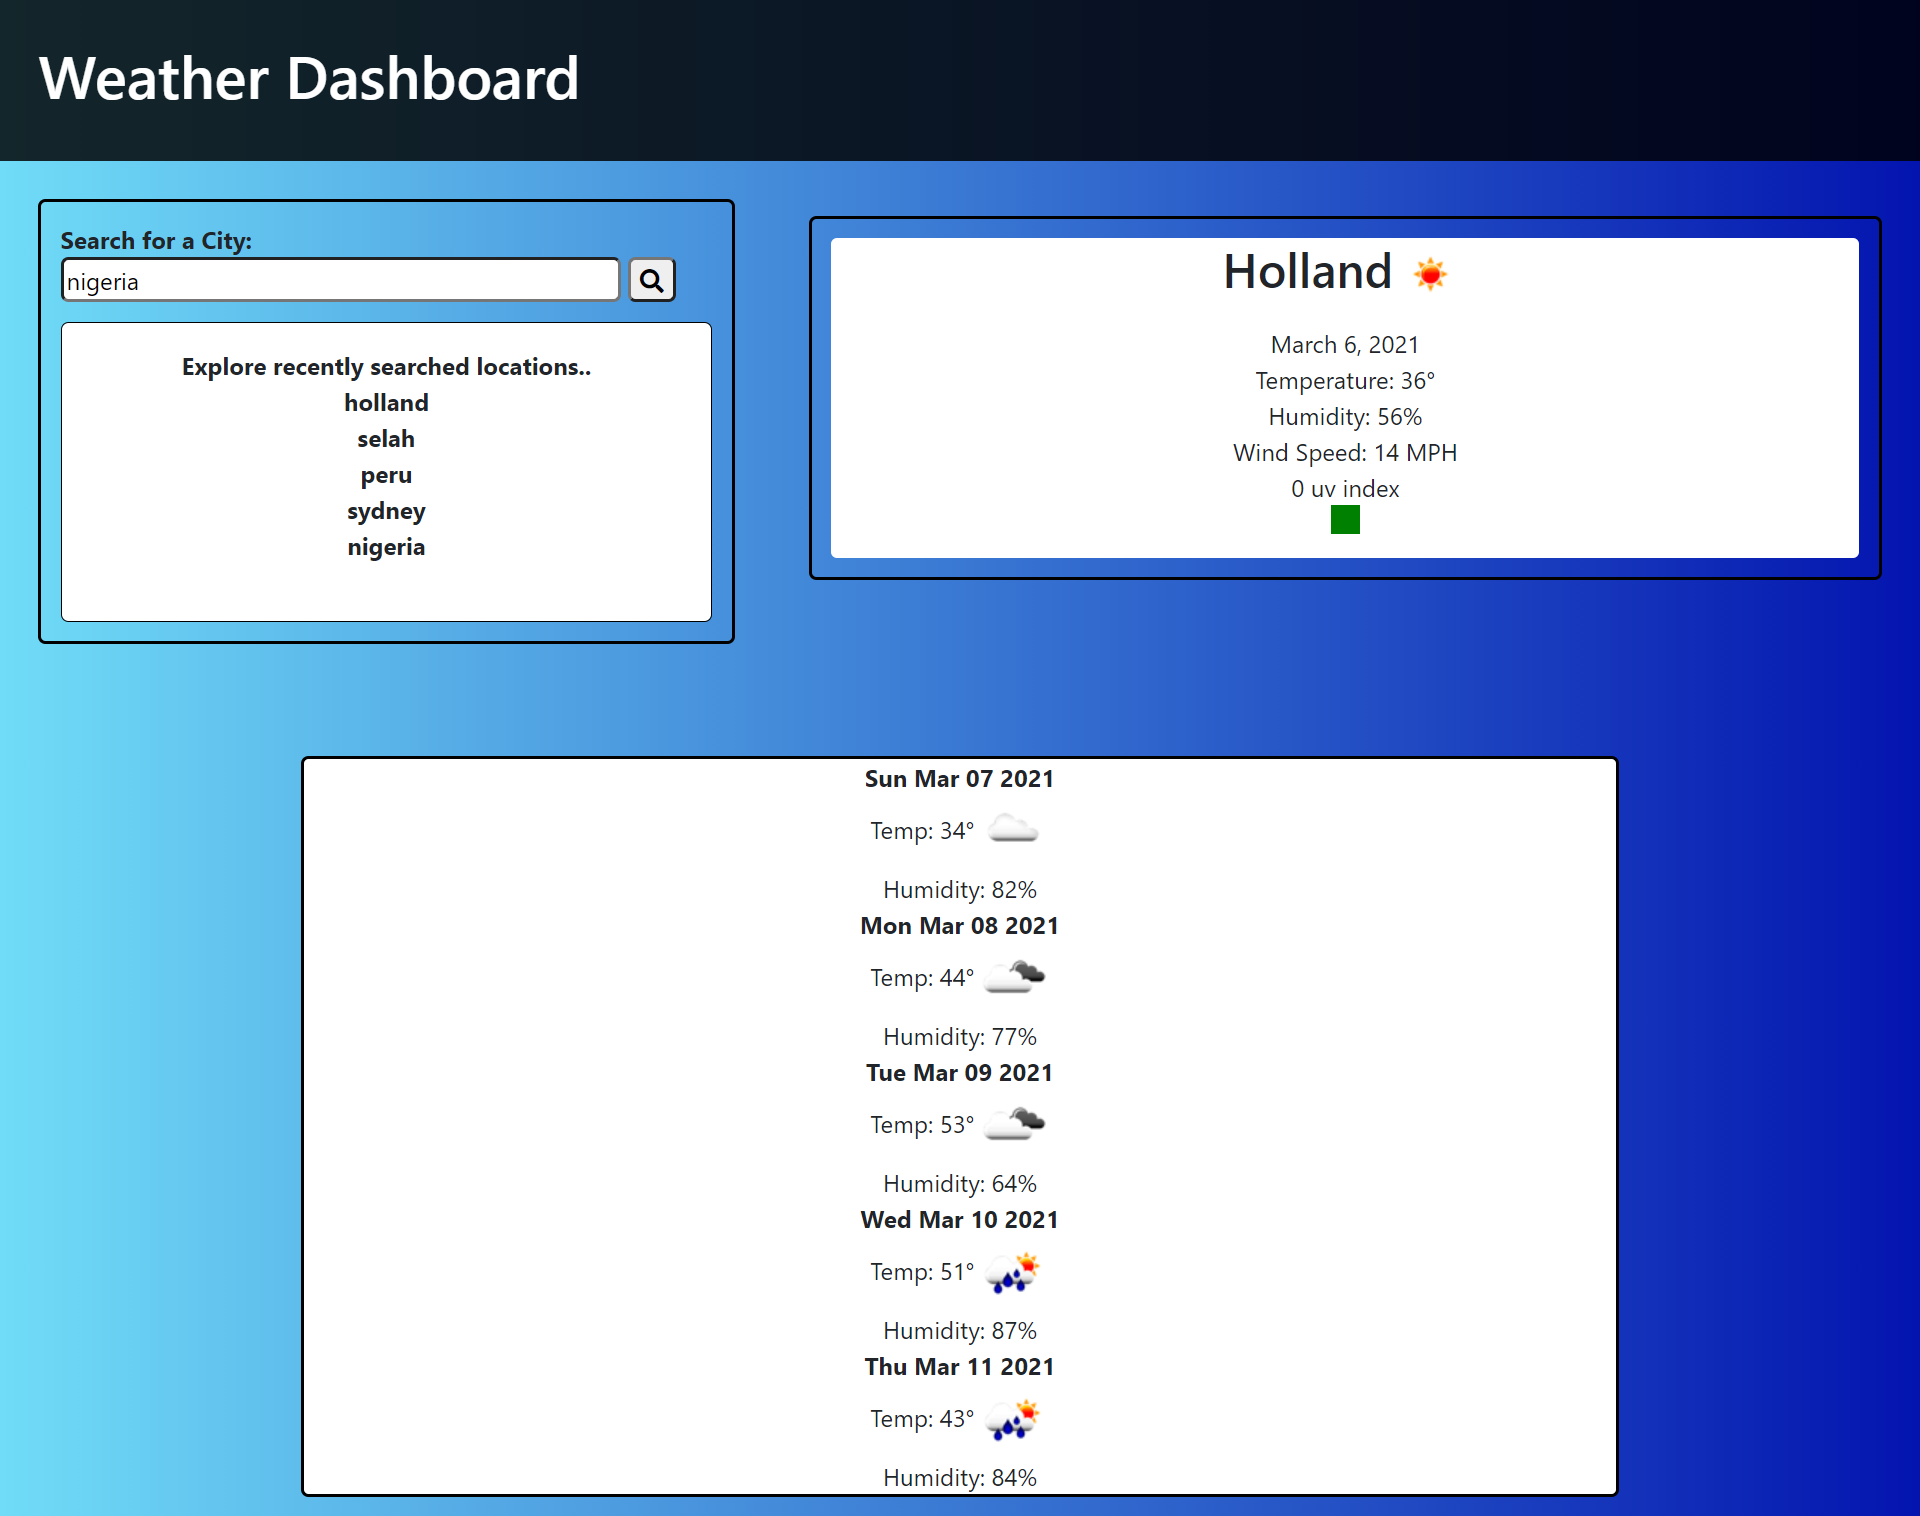 Weather Dashboard
Search for a City:
nigeria
Explore recently searched locations..
holland
selah
peru
sydney
nigeria
Holland
March 6, 2021
Temperature: 36°
Humidity: 56%
Wind Speed: 14 MPH
0 uv index
Sun Mar 07 2021
Temp: 34°
Humidity: 82%
Mon Mar 08 2021
Temp: 44°
Humidity: 77%
Tue Mar 09 2021
Temp: 53°
Humidity: 64%
Wed Mar 10 2021
Temp: 51°
Humidity: 87%
Thu Mar 11 2021
Temp: 43°
Humidity: 84%